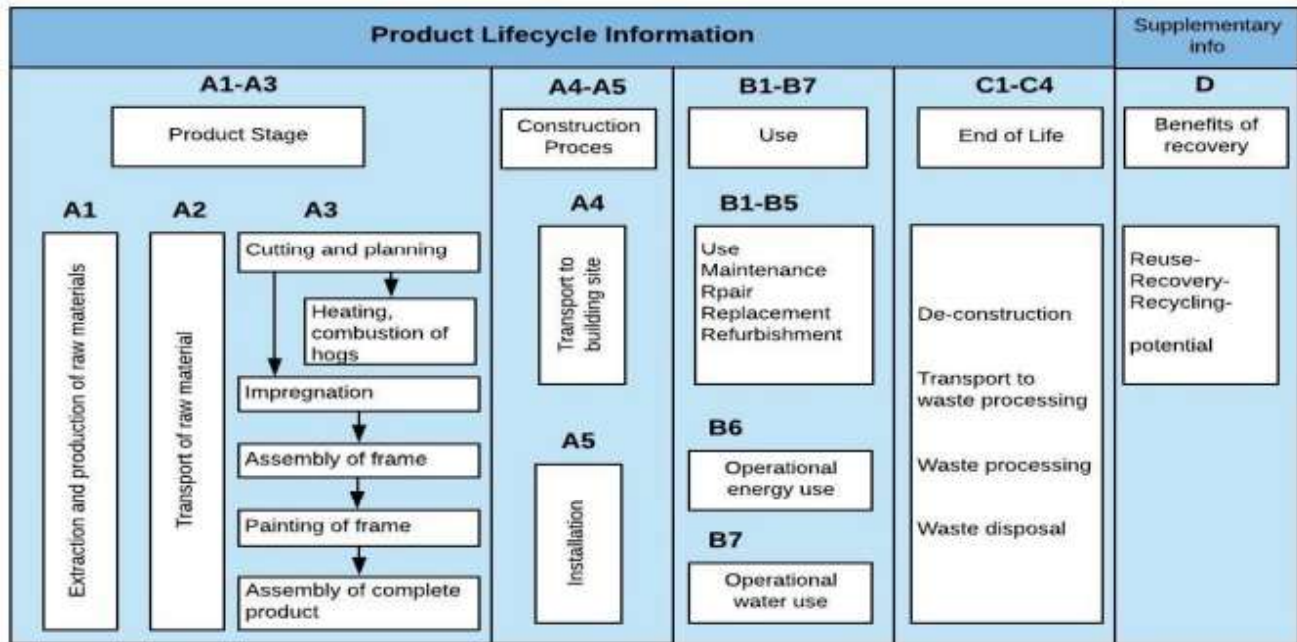 Product Lifecycle Information
Supplementary
info
A1-A3
Product Stage
A1
Extraction and production of raw materials
A2
Transport of raw material
A3
Cutting and planning
Heating,
combustion of
hogs
Impregnation
Assembly of frame
Painting of frame
Assembly of complete
product
A4-A5
Construction
Proces
A4
Transport to
building site
A5
Installation
B1-B7
Use
B1-B5
Use
Maintenance
Rpair
Replacement
Refurbishment
B6
Operational
energy use
B7
Operational
water use
C1-C4
End of Life
De-construction
Transport to
waste processing
Waste processing
Waste disposal
D
Benefits of
recovery
Reuse-
Recovery-
Recycling-
potential